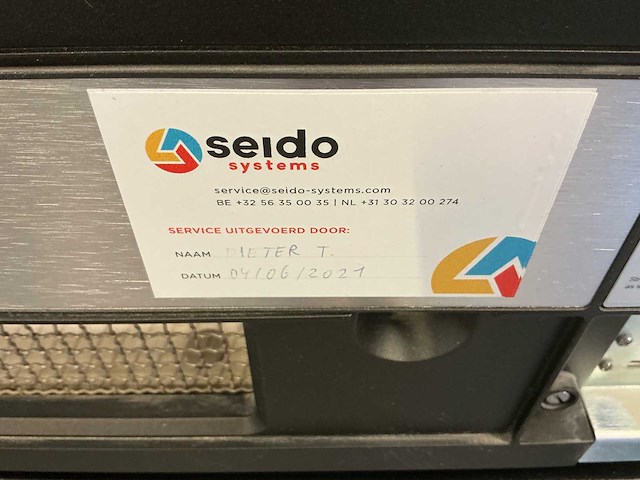 seido
systems
service@seido-systems.com
BE +32 56 35 00 35 | NL +31 30 32 00 274
SERVICE UITGEVOERD DOOR:
NAAM DIETER T.
DATUM 04/06/2021